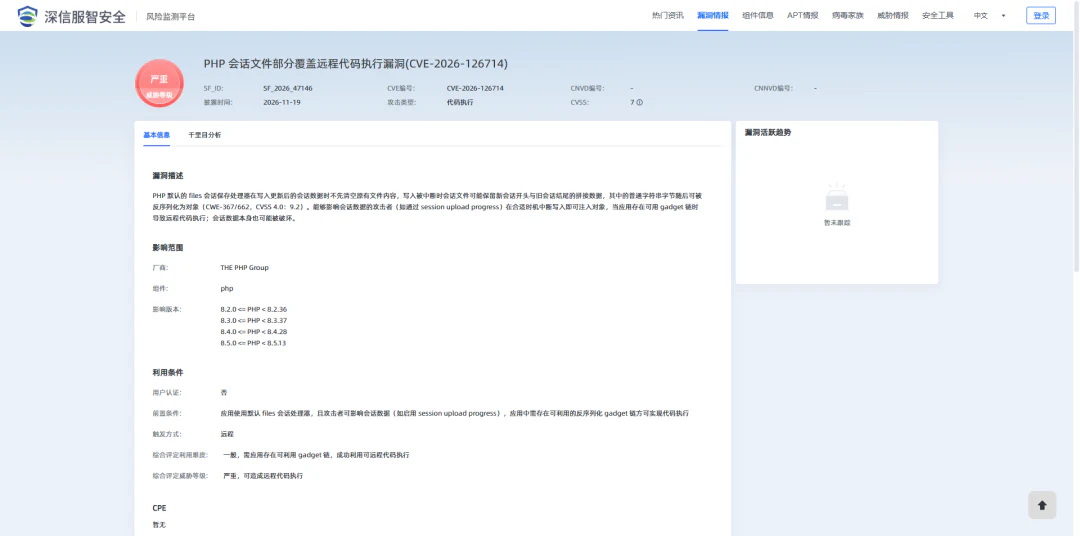 深信服智安全 风险监测平台 热门资讯 漏洞情报 组件信息 APT情报 病毒家族 威胁情报 安全工具 中文 登录
严重
威胁等级
PHP 会话文件部分覆盖远程代码执行漏洞(CVE-2026-126714)
SF_ID: SF_2026_47146 CVE编号: CVE-2026-126714 CNVD编号: - CNNVD编号: -
披露时间: 2026-11-19 攻击类型: 代码执行 CVSS: 7
基本信息 千里目分析
漏洞描述
PHP 默认的 files 会话保存处理器在写入更新后的会话数据时不先清空原有文件内容，写入被中断时会话文件可能保留新会话开头与旧会话结尾的拼接数据，其中的普通字符串字节随后可被
反序列化为对象（CWE-367/662，CVSS 4.0：9.2）。能够影响会话数据的攻击者（如通过 session upload progress）在合适时机中断写入即可注入对象，当应用存在可用 gadget 链时
导致远程代码执行；会话数据本身也可能被破坏。
影响范围
厂商: THE PHP Group
组件: php
影响版本: 8.2.0 <= PHP < 8.2.36
8.3.0 <= PHP < 8.3.37
8.4.0 <= PHP < 8.4.28
8.5.0 <= PHP < 8.5.13
利用条件
用户认证: 否
前置条件: 应用使用默认 files 会话处理器，且攻击者可影响会话数据（如启用 session upload progress），应用中需存在可利用的反序列化 gadget 链方可实现代码执行
触发方式: 远程
综合评定利用难度: 一般，需应用存在可利用 gadget 链，成功利用可远程代码执行
综合评定威胁等级: 严重，可造成远程代码执行
CPE
暂无
漏洞活跃趋势
暂未跟踪